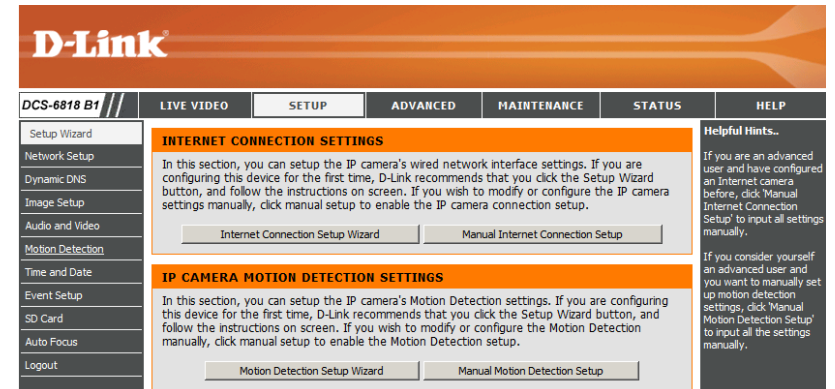 D-Link
DCS-6818 B1
LIVE VIDEO
SETUP
ADVANCED
MAINTENANCE
STATUS
HELP
Setup Wizard
Network Setup
Dynamic DNS
Image Setup
Audio and Video
Motion Detection
Time and Date
Event Setup
SD Card
Auto Focus
Logout
INTERNET CONNECTION SETTINGS
In this section, you can setup the IP camera's wired network interface settings. If you are
configuring this device for the first time, D-Link recommends that you click the Setup Wizard
button, and follow the instructions on screen. If you wish to modify or configure the IP camera
settings manually, click manual setup to enable the IP camera connection setup.
Internet Connection Setup Wizard
Manual Internet Connection Setup
IP CAMERA MOTION DETECTION SETTINGS
In this section, you can setup the IP camera's Motion Detection settings. If you are configuring
this device for the first time, D-Link recommends that you click the Setup Wizard button, and
follow the instructions on screen. If you wish to modify or configure the Motion Detection
manually, click manual setup to enable the Motion Detection setup.
Motion Detection Setup Wizard
Manual Motion Detection Setup
Helpful Hints..
If you are an advanced
user and have configured
an Internet camera
before, click 'Manual
Internet Connection
Setup' to input all settings
manually.
If you consider yourself
an advanced user and
you want to manually set
up motion detection
settings, click 'Manual
Motion Detection Setup'
to input all the settings
manually.